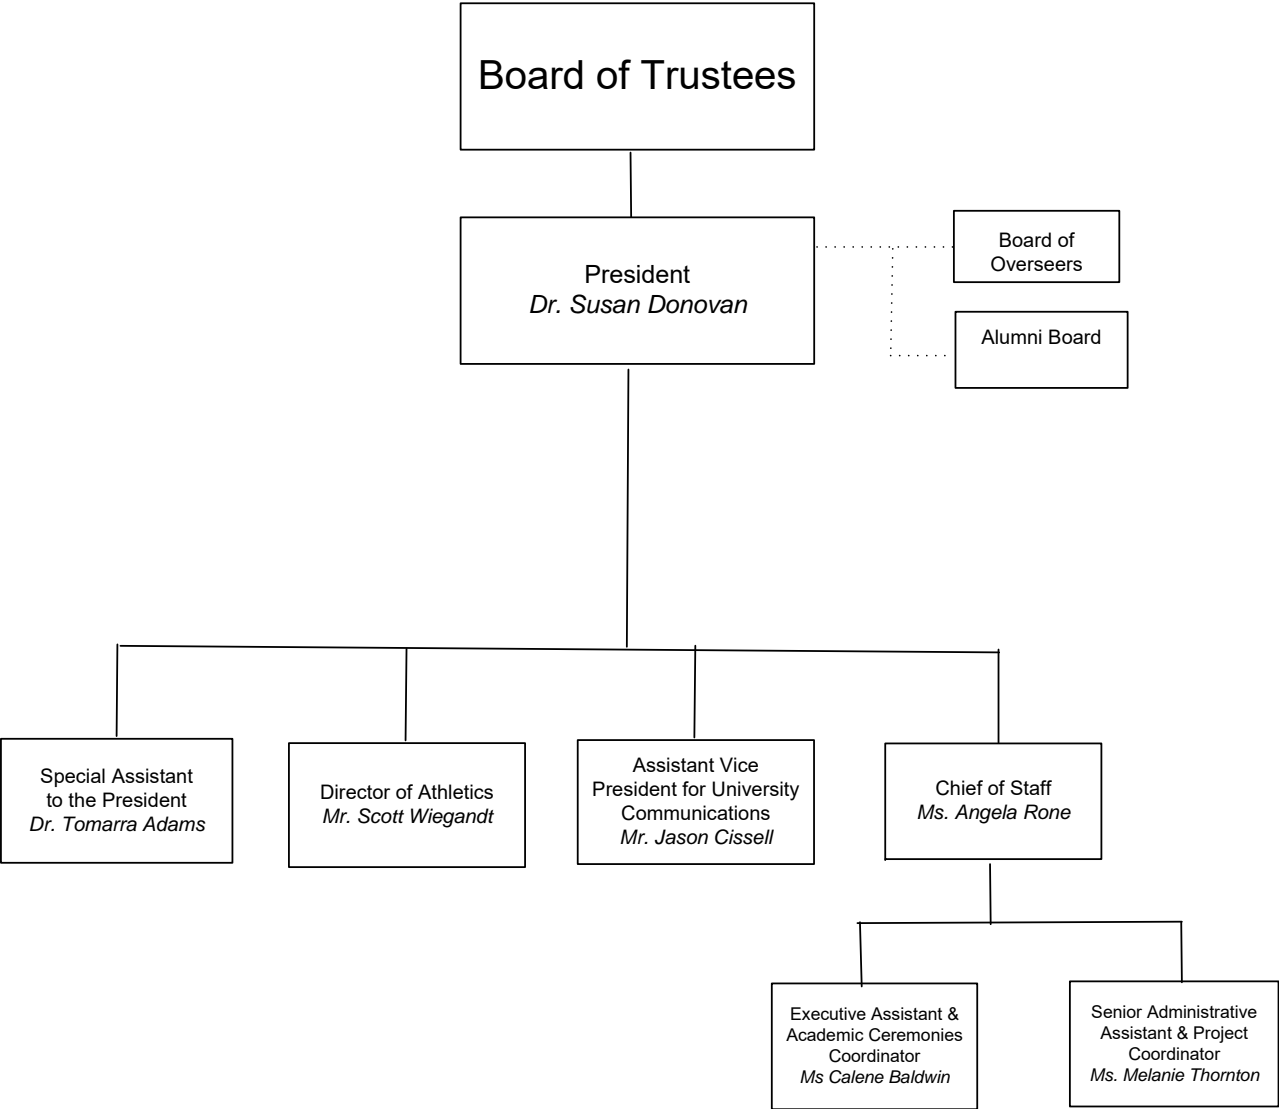 Board of Trustees
President
Dr. Susan Donovan
Board of
Overseers
Alumni Board
Special Assistant
to the President
Dr. Tomarra Adams
Director of Athletics
Mr. Scott Wiegandt
Assistant Vice
President for University
Communications
Mr. Jason Cissell
Chief of Staff
Ms. Angela Rone
Executive Assistant &
Academic Ceremonies
Coordinator
Ms Calene Baldwin
Senior Administrative
Assistant & Project
Coordinator
Ms. Melanie Thornton